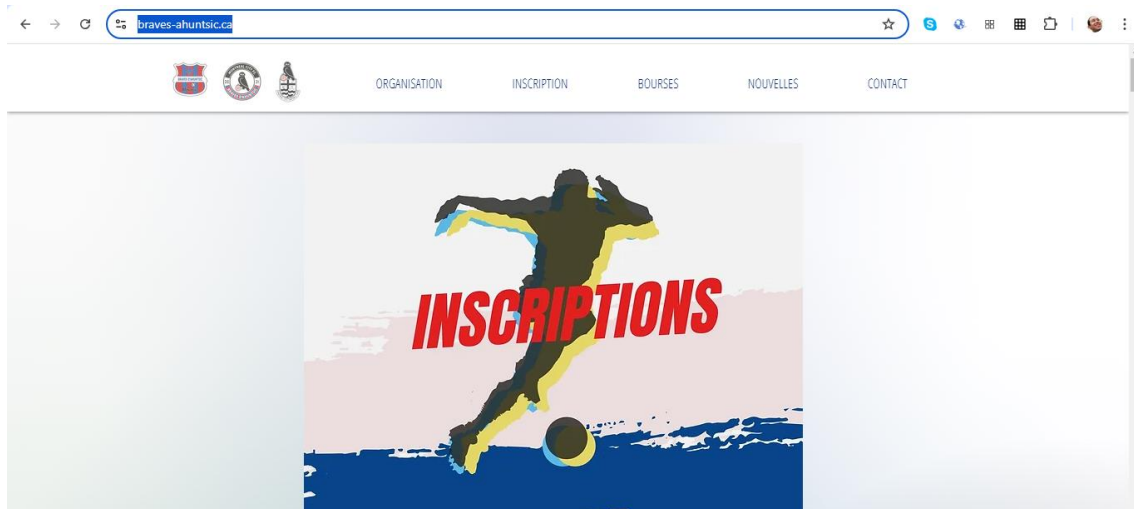 braves-ahuntsic.ca
ORGANISATION INSCRIPTION BOURSES NOUVELLES CONTACT
INSCRIPTIONS